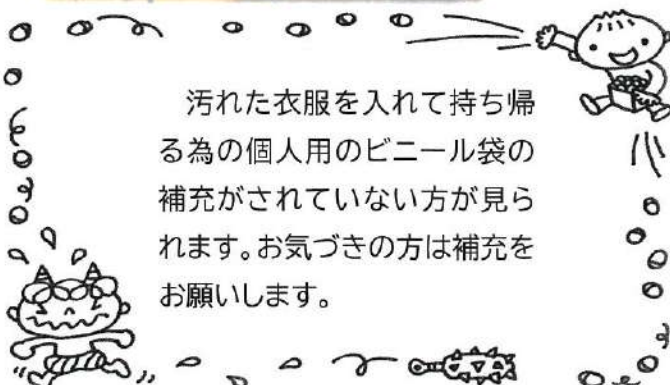 汚れた衣服を入れて持ち帰
る為の個人用のビニール袋の
補充がされていない方が見ら
れます。お気づきの方は補充を
お願いします。